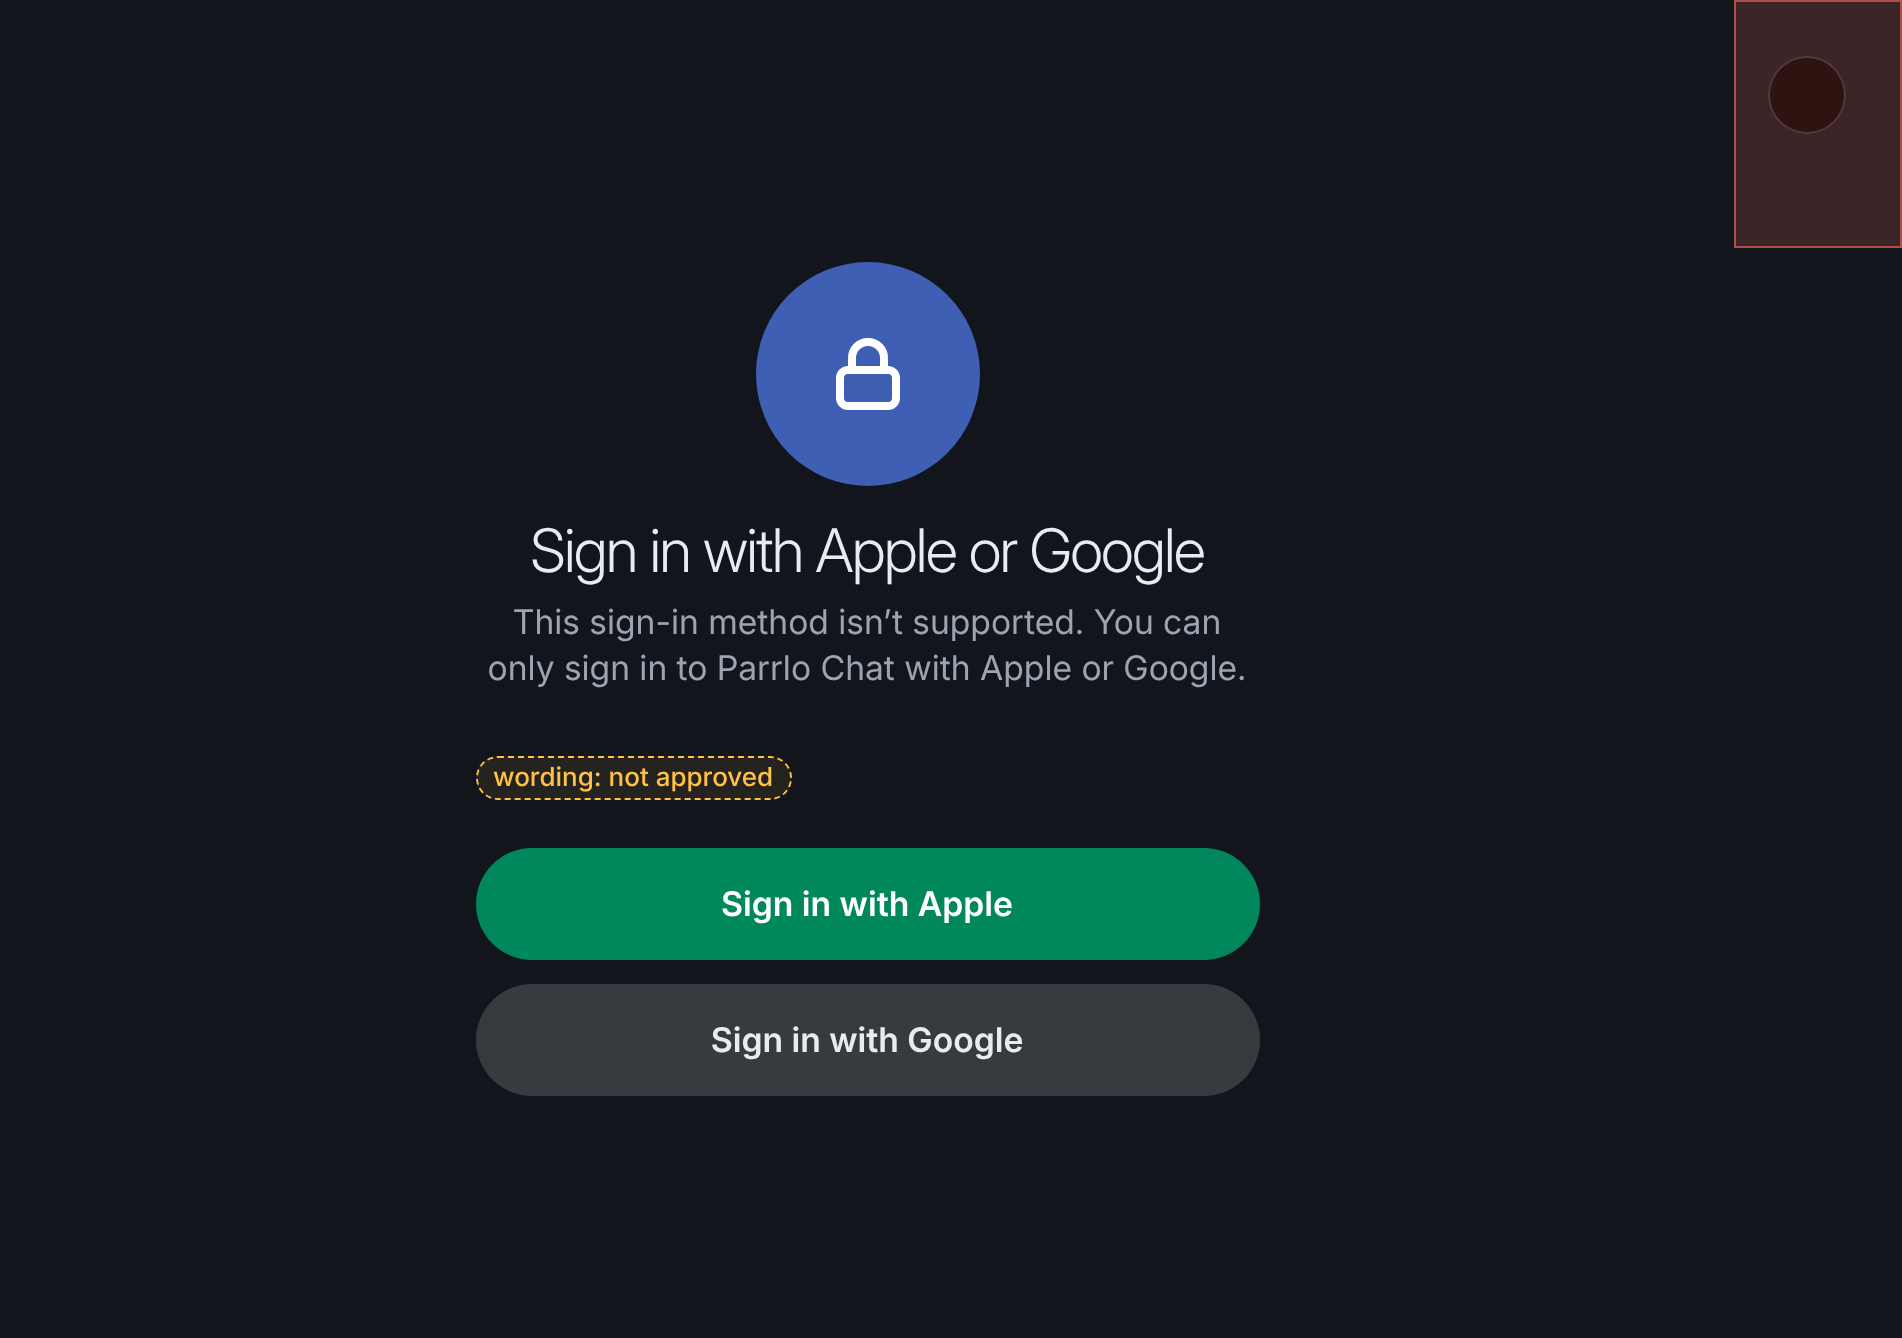 Sign in with Apple or Google
This sign-in method isn’t supported. You can
only sign in to Parrlo Chat with Apple or Google.
wording: not approved
Sign in with Apple
Sign in with Google